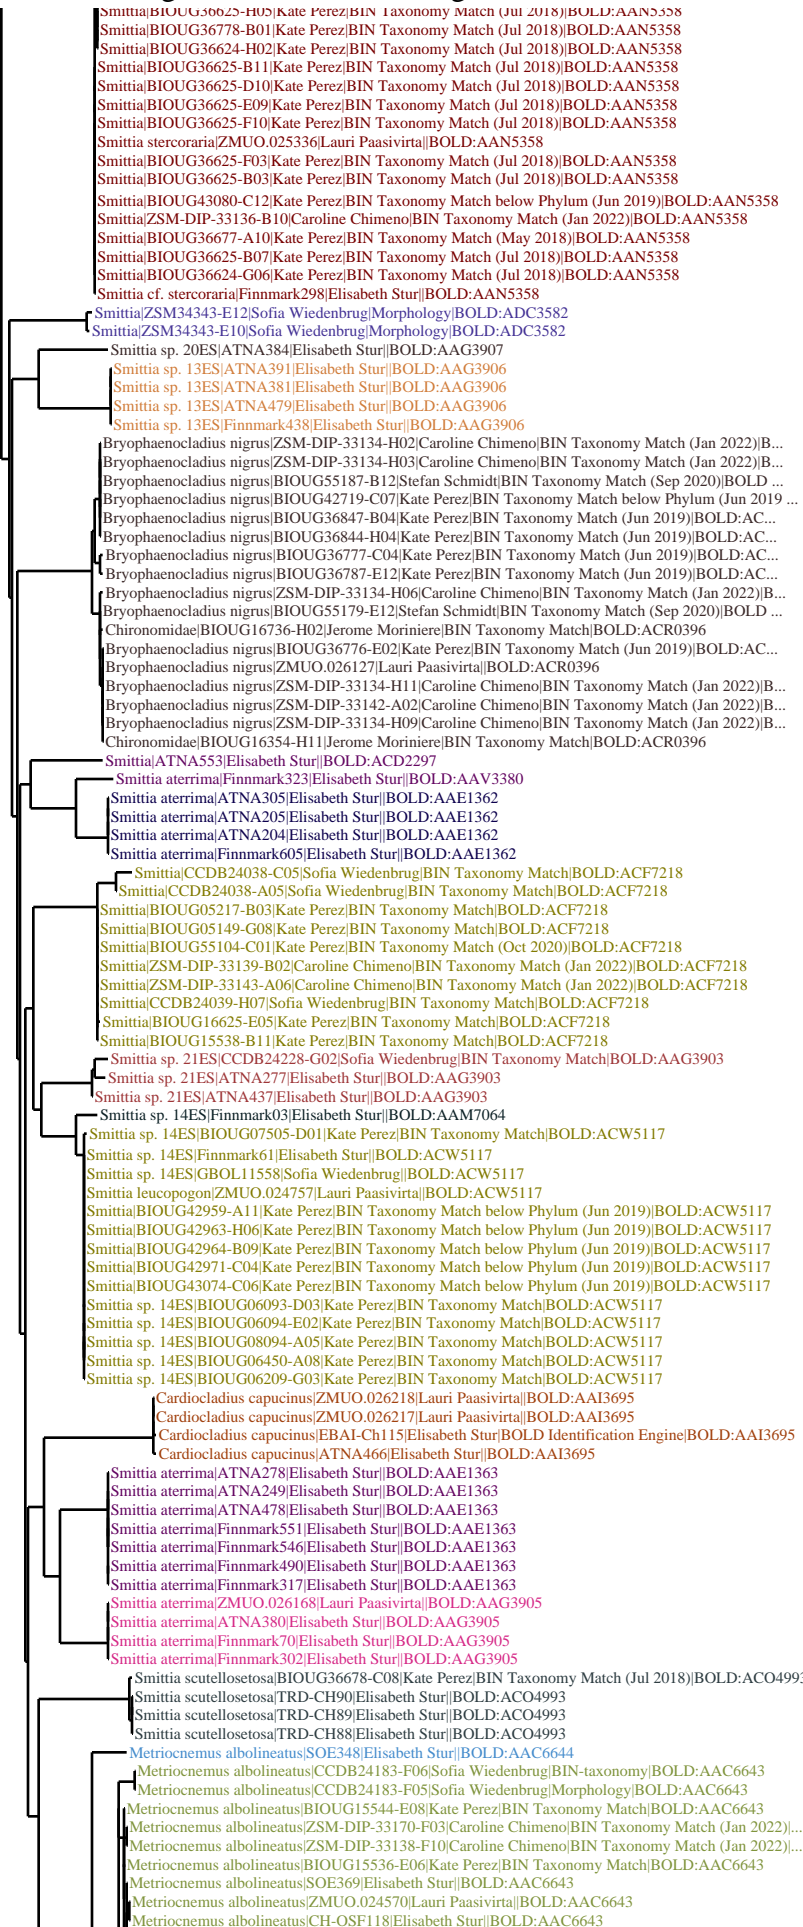 Smittia|BIOUG36625-H05|Kate Perez|BIN Taxonomy Match (Jul 2018)|BOLD:AAN5358
Smittia|BIOUG36778-B01|Kate Perez|BIN Taxonomy Match (Jul 2018)|BOLD:AAN5358
Smittia|BIOUG36624-H02|Kate Perez|BIN Taxonomy Match (Jul 2018)|BOLD:AAN5358
Smittia|BIOUG36625-B11|Kate Perez|BIN Taxonomy Match (Jul 2018)|BOLD:AAN5358
Smittia|BIOUG36625-D10|Kate Perez|BIN Taxonomy Match (Jul 2018)|BOLD:AAN5358
Smittia|BIOUG36625-E09|Kate Perez|BIN Taxonomy Match (Jul 2018)|BOLD:AAN5358
Smittia|BIOUG36625-F10|Kate Perez|BIN Taxonomy Match (Jul 2018)|BOLD:AAN5358
Smittia stercoraria|ZMUO.025336|Lauri Paasivirta||BOLD:AAN5358
Smittia|BIOUG36625-F03|Kate Perez|BIN Taxonomy Match (Jul 2018)|BOLD:AAN5358
Smittia|BIOUG36625-B03|Kate Perez|BIN Taxonomy Match (Jul 2018)|BOLD:AAN5358
Smittia|BIOUG43080-C12|Kate Perez|BIN Taxonomy Match below Phylum (Jun 2019)|BOLD:AAN5358
Smittia|ZSM-DIP-33136-B10|Caroline Chimeno|BIN Taxonomy Match (Jan 2022)|BOLD:AAN5358
Smittia|BIOUG36677-A10|Kate Perez|BIN Taxonomy Match (May 2018)|BOLD:AAN5358
Smittia|BIOUG36625-B07|Kate Perez|BIN Taxonomy Match (Jul 2018)|BOLD:AAN5358
Smittia|BIOUG36624-G06|Kate Perez|BIN Taxonomy Match (Jul 2018)|BOLD:AAN5358
Smittia cf. stercoraria|Finnmark298|Elisabeth Stur||BOLD:AAN5358
Smittia|ZSM34343-E12|Sofia Wiedenbrug|Morphology|BOLD:ADC3582
Smittia|ZSM34343-E10|Sofia Wiedenbrug|Morphology|BOLD:ADC3582
Smittia sp. 20ES|ATNA384|Elisabeth Stur||BOLD:AAG3907
Smittia sp. 13ES|ATNA391|Elisabeth Stur||BOLD:AAG3906
Smittia sp. 13ES|ATNA381|Elisabeth Stur||BOLD:AAG3906
Smittia sp. 13ES|ATNA479|Elisabeth Stur||BOLD:AAG3906
Smittia sp. 13ES|Finnmark438|Elisabeth Stur||BOLD:AAG3906
Bryophaenocladius nigrus|ZSM-DIP-33134-H02|Caroline Chimeno|BIN Taxonomy Match (Jan 2022)|B...
Bryophaenocladius nigrus|ZSM-DIP-33134-H03|Caroline Chimeno|BIN Taxonomy Match (Jan 2022)|B...
Bryophaenocladius nigrus|BIOUG55187-B12|Stefan Schmidt|BIN Taxonomy Match (Sep 2020)|BOLD ...
Bryophaenocladius nigrus|BIOUG42719-C07|Kate Perez|BIN Taxonomy Match below Phylum (Jun 2019 ...
Bryophaenocladius nigrus|BIOUG36847-B04|Kate Perez|BIN Taxonomy Match (Jun 2019)|BOLD:AC...
Bryophaenocladius nigrus|BIOUG36844-H04|Kate Perez|BIN Taxonomy Match (Jun 2019)|BOLD:AC...
Bryophaenocladius nigrus|BIOUG36777-C04|Kate Perez|BIN Taxonomy Match (Jun 2019)|BOLD:AC...
Bryophaenocladius nigrus|BIOUG36787-E12|Kate Perez|BIN Taxonomy Match (Jun 2019)|BOLD:AC...
Bryophaenocladius nigrus|ZSM-DIP-33134-H06|Caroline Chimeno|BIN Taxonomy Match (Jan 2022)|B...
Bryophaenocladius nigrus|BIOUG55179-E12|Stefan Schmidt|BIN Taxonomy Match (Sep 2020)|BOLD ...
Chironomidae|BIOUG16736-H02|Jerome Moriniere|BIN Taxonomy Match|BOLD:ACR0396
Bryophaenocladius nigrus|BIOUG36776-E02|Kate Perez|BIN Taxonomy Match (Jun 2019)|BOLD:AC...
Bryophaenocladius nigrus|ZMUO.026127|Lauri Paasivirta||BOLD:ACR0396
Bryophaenocladius nigrus|ZSM-DIP-33134-H11|Caroline Chimeno|BIN Taxonomy Match (Jan 2022)|B...
Bryophaenocladius nigrus|ZSM-DIP-33142-A02|Caroline Chimeno|BIN Taxonomy Match (Jan 2022)|B...
Bryophaenocladius nigrus|ZSM-DIP-33134-H09|Caroline Chimeno|BIN Taxonomy Match (Jan 2022)|B...
Chironomidae|BIOUG16354-H11|Jerome Moriniere|BIN Taxonomy Match|BOLD:ACR0396
Smittia|ATNA553|Elisabeth Stur||BOLD:ACD2297
Smittia aterrima|Finnmark323|Elisabeth Stur||BOLD:AAV3380
Smittia aterrima|ATNA305|Elisabeth Stur||BOLD:AAE1362
Smittia aterrima|ATNA205|Elisabeth Stur||BOLD:AAE1362
Smittia aterrima|ATNA204|Elisabeth Stur||BOLD:AAE1362
Smittia aterrima|Finnmark605|Elisabeth Stur||BOLD:AAE1362
Smittia|CCDB24038-C05|Sofia Wiedenbrug|BIN Taxonomy Match|BOLD:ACF7218
Smittia|CCDB24038-A05|Sofia Wiedenbrug|BIN Taxonomy Match|BOLD:ACF7218
Smittia|BIOUG05217-B03|Kate Perez|BIN Taxonomy Match|BOLD:ACF7218
Smittia|BIOUG05149-G08|Kate Perez|BIN Taxonomy Match|BOLD:ACF7218
Smittia|BIOUG55104-C01|Kate Perez|BIN Taxonomy Match (Oct 2020)|BOLD:ACF7218
Smittia|ZSM-DIP-33139-B02|Caroline Chimeno|BIN Taxonomy Match (Jan 2022)|BOLD:ACF7218
Smittia|ZSM-DIP-33143-A06|Caroline Chimeno|BIN Taxonomy Match (Jan 2022)|BOLD:ACF7218
Smittia|CCDB24039-H07|Sofia Wiedenbrug|BIN Taxonomy Match|BOLD:ACF7218
Smittia|BIOUG16625-E05|Kate Perez|BIN Taxonomy Match|BOLD:ACF7218
Smittia|BIOUG15538-B11|Kate Perez|BIN Taxonomy Match|BOLD:ACF7218
Smittia sp. 21ES|CCDB24228-G02|Sofia Wiedenbrug|BIN Taxonomy Match|BOLD:AAG3903
Smittia sp. 21ES|ATNA277|Elisabeth Stur||BOLD:AAG3903
Smittia sp. 21ES|ATNA437|Elisabeth Stur||BOLD:AAG3903
Smittia sp. 14ES|Finnmark03|Elisabeth Stur||BOLD:AAM7064
Smittia sp. 14ES|BIOUG07505-D01|Kate Perez|BIN Taxonomy Match|BOLD:ACW5117
Smittia sp. 14ES|Finnmark61|Elisabeth Stur||BOLD:ACW5117
Smittia sp. 14ES|GBOL11558|Sofia Wiedenbrug||BOLD:ACW5117
Smittia leucopogon|ZMUO.024757|Lauri Paasivirta||BOLD:ACW5117
Smittia|BIOUG42959-A11|Kate Perez|BIN Taxonomy Match below Phylum (Jun 2019)|BOLD:ACW5117
Smittia|BIOUG42963-H06|Kate Perez|BIN Taxonomy Match below Phylum (Jun 2019)|BOLD:ACW5117
Smittia|BIOUG42964-B09|Kate Perez|BIN Taxonomy Match below Phylum (Jun 2019)|BOLD:ACW5117
Smittia|BIOUG42971-C04|Kate Perez|BIN Taxonomy Match below Phylum (Jun 2019)|BOLD:ACW5117
Smittia|BIOUG43074-C06|Kate Perez|BIN Taxonomy Match below Phylum (Jun 2019)|BOLD:ACW5117
Smittia sp. 14ES|BIOUG06093-D03|Kate Perez|BIN Taxonomy Match|BOLD:ACW5117
Smittia sp. 14ES|BIOUG06094-E02|Kate Perez|BIN Taxonomy Match|BOLD:ACW5117
Smittia sp. 14ES|BIOUG08094-A05|Kate Perez|BIN Taxonomy Match|BOLD:ACW5117
Smittia sp. 14ES|BIOUG06450-A08|Kate Perez|BIN Taxonomy Match|BOLD:ACW5117
Smittia sp. 14ES|BIOUG06209-G03|Kate Perez|BIN Taxonomy Match|BOLD:ACW5117
Cardiocladius capucinus|ZMUO.026218|Lauri Paasivirta||BOLD:AAI3695
Cardiocladius capucinus|ZMUO.026217|Lauri Paasivirta||BOLD:AAI3695
Cardiocladius capucinus|EBAI-Ch115|Elisabeth Stur|BOLD Identification Engine|BOLD:AAI3695
Cardiocladius capucinus|ATNA466|Elisabeth Stur||BOLD:AAI3695
Smittia aterrima|ATNA278|Elisabeth Stur||BOLD:AAE1363
Smittia aterrima|ATNA249|Elisabeth Stur||BOLD:AAE1363
Smittia aterrima|ATNA478|Elisabeth Stur||BOLD:AAE1363
Smittia aterrima|Finnmark551|Elisabeth Stur||BOLD:AAE1363
Smittia aterrima|Finnmark546|Elisabeth Stur||BOLD:AAE1363
Smittia aterrima|Finnmark490|Elisabeth Stur||BOLD:AAE1363
Smittia aterrima|Finnmark317|Elisabeth Stur||BOLD:AAE1363
Smittia aterrima|ZMUO.026168|Lauri Paasivirta||BOLD:AAG3905
Smittia aterrima|ATNA380|Elisabeth Stur||BOLD:AAG3905
Smittia aterrima|Finnmark70|Elisabeth Stur||BOLD:AAG3905
Smittia aterrima|Finnmark302|Elisabeth Stur||BOLD:AAG3905
Smittia scutellosetosa|BIOUG36678-C08|Kate Perez|BIN Taxonomy Match (Jul 2018)|BOLD:ACO4993
Smittia scutellosetosa|TRD-CH90|Elisabeth Stur||BOLD:ACO4993
Smittia scutellosetosa|TRD-CH89|Elisabeth Stur||BOLD:ACO4993
Smittia scutellosetosa|TRD-CH88|Elisabeth Stur||BOLD:ACO4993
Metriocnemus albolineatus|SOE348|Elisabeth Stur||BOLD:AAC6644
Metriocnemus albolineatus|CCDB24183-F06|Sofia Wiedenbrug|BIN-taxonomy|BOLD:AAC6643
Metriocnemus albolineatus|CCDB24183-F05|Sofia Wiedenbrug|Morphology|BOLD:AAC6643
Metriocnemus albolineatus|BIOUG15544-E08|Kate Perez|BIN Taxonomy Match|BOLD:AAC6643
Metriocnemus albolineatus|ZSM-DIP-33170-F03|Caroline Chimeno|BIN Taxonomy Match (Jan 2022)|...
Metriocnemus albolineatus|ZSM-DIP-33138-F10|Caroline Chimeno|BIN Taxonomy Match (Jan 2022)|...
Metriocnemus albolineatus|BIOUG15536-E06|Kate Perez|BIN Taxonomy Match|BOLD:AAC6643
Metriocnemus albolineatus|SOE369|Elisabeth Stur||BOLD:AAC6643
Metriocnemus albolineatus|ZMUO.024570|Lauri Paasivirta||BOLD:AAC6643
Metriocnemus albolineatus|CH-OSF118|Elisabeth Stur||BOLD:AAC6643